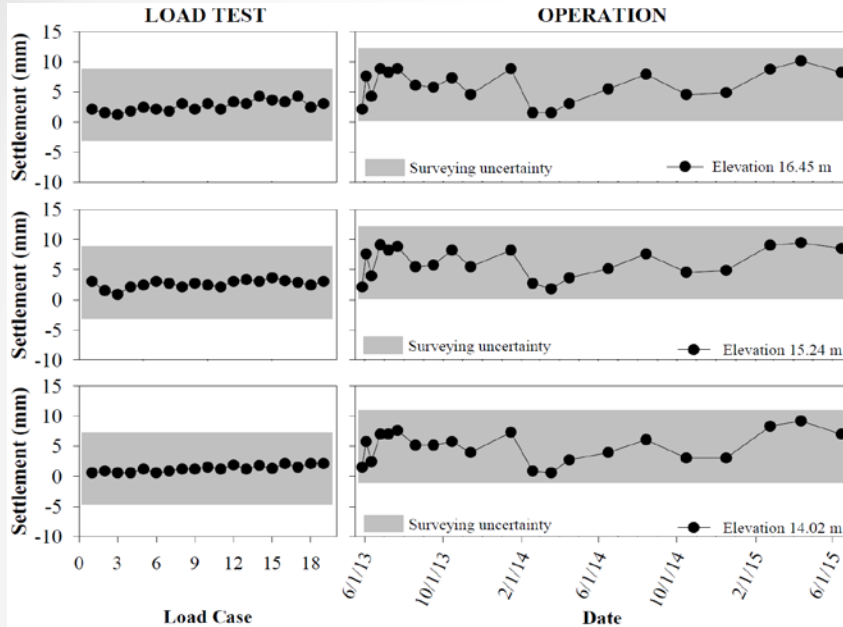 LOAD TEST
OPERATION
Settlement (mm)
15
10
5
0
-5
-10
Surveying uncertainty
Elevation 16.45 m
Settlement (mm)
15
10
5
0
-5
-10
Surveying uncertainty
Elevation 15.24 m
Settlement (mm)
15
10
5
0
-5
-10
Surveying uncertainty
Elevation 14.02 m
0 3 6 9 12 15 18
6/1/13 10/1/13 2/1/14 6/1/14 10/1/14 2/1/15 6/1/15
Load Case
Date